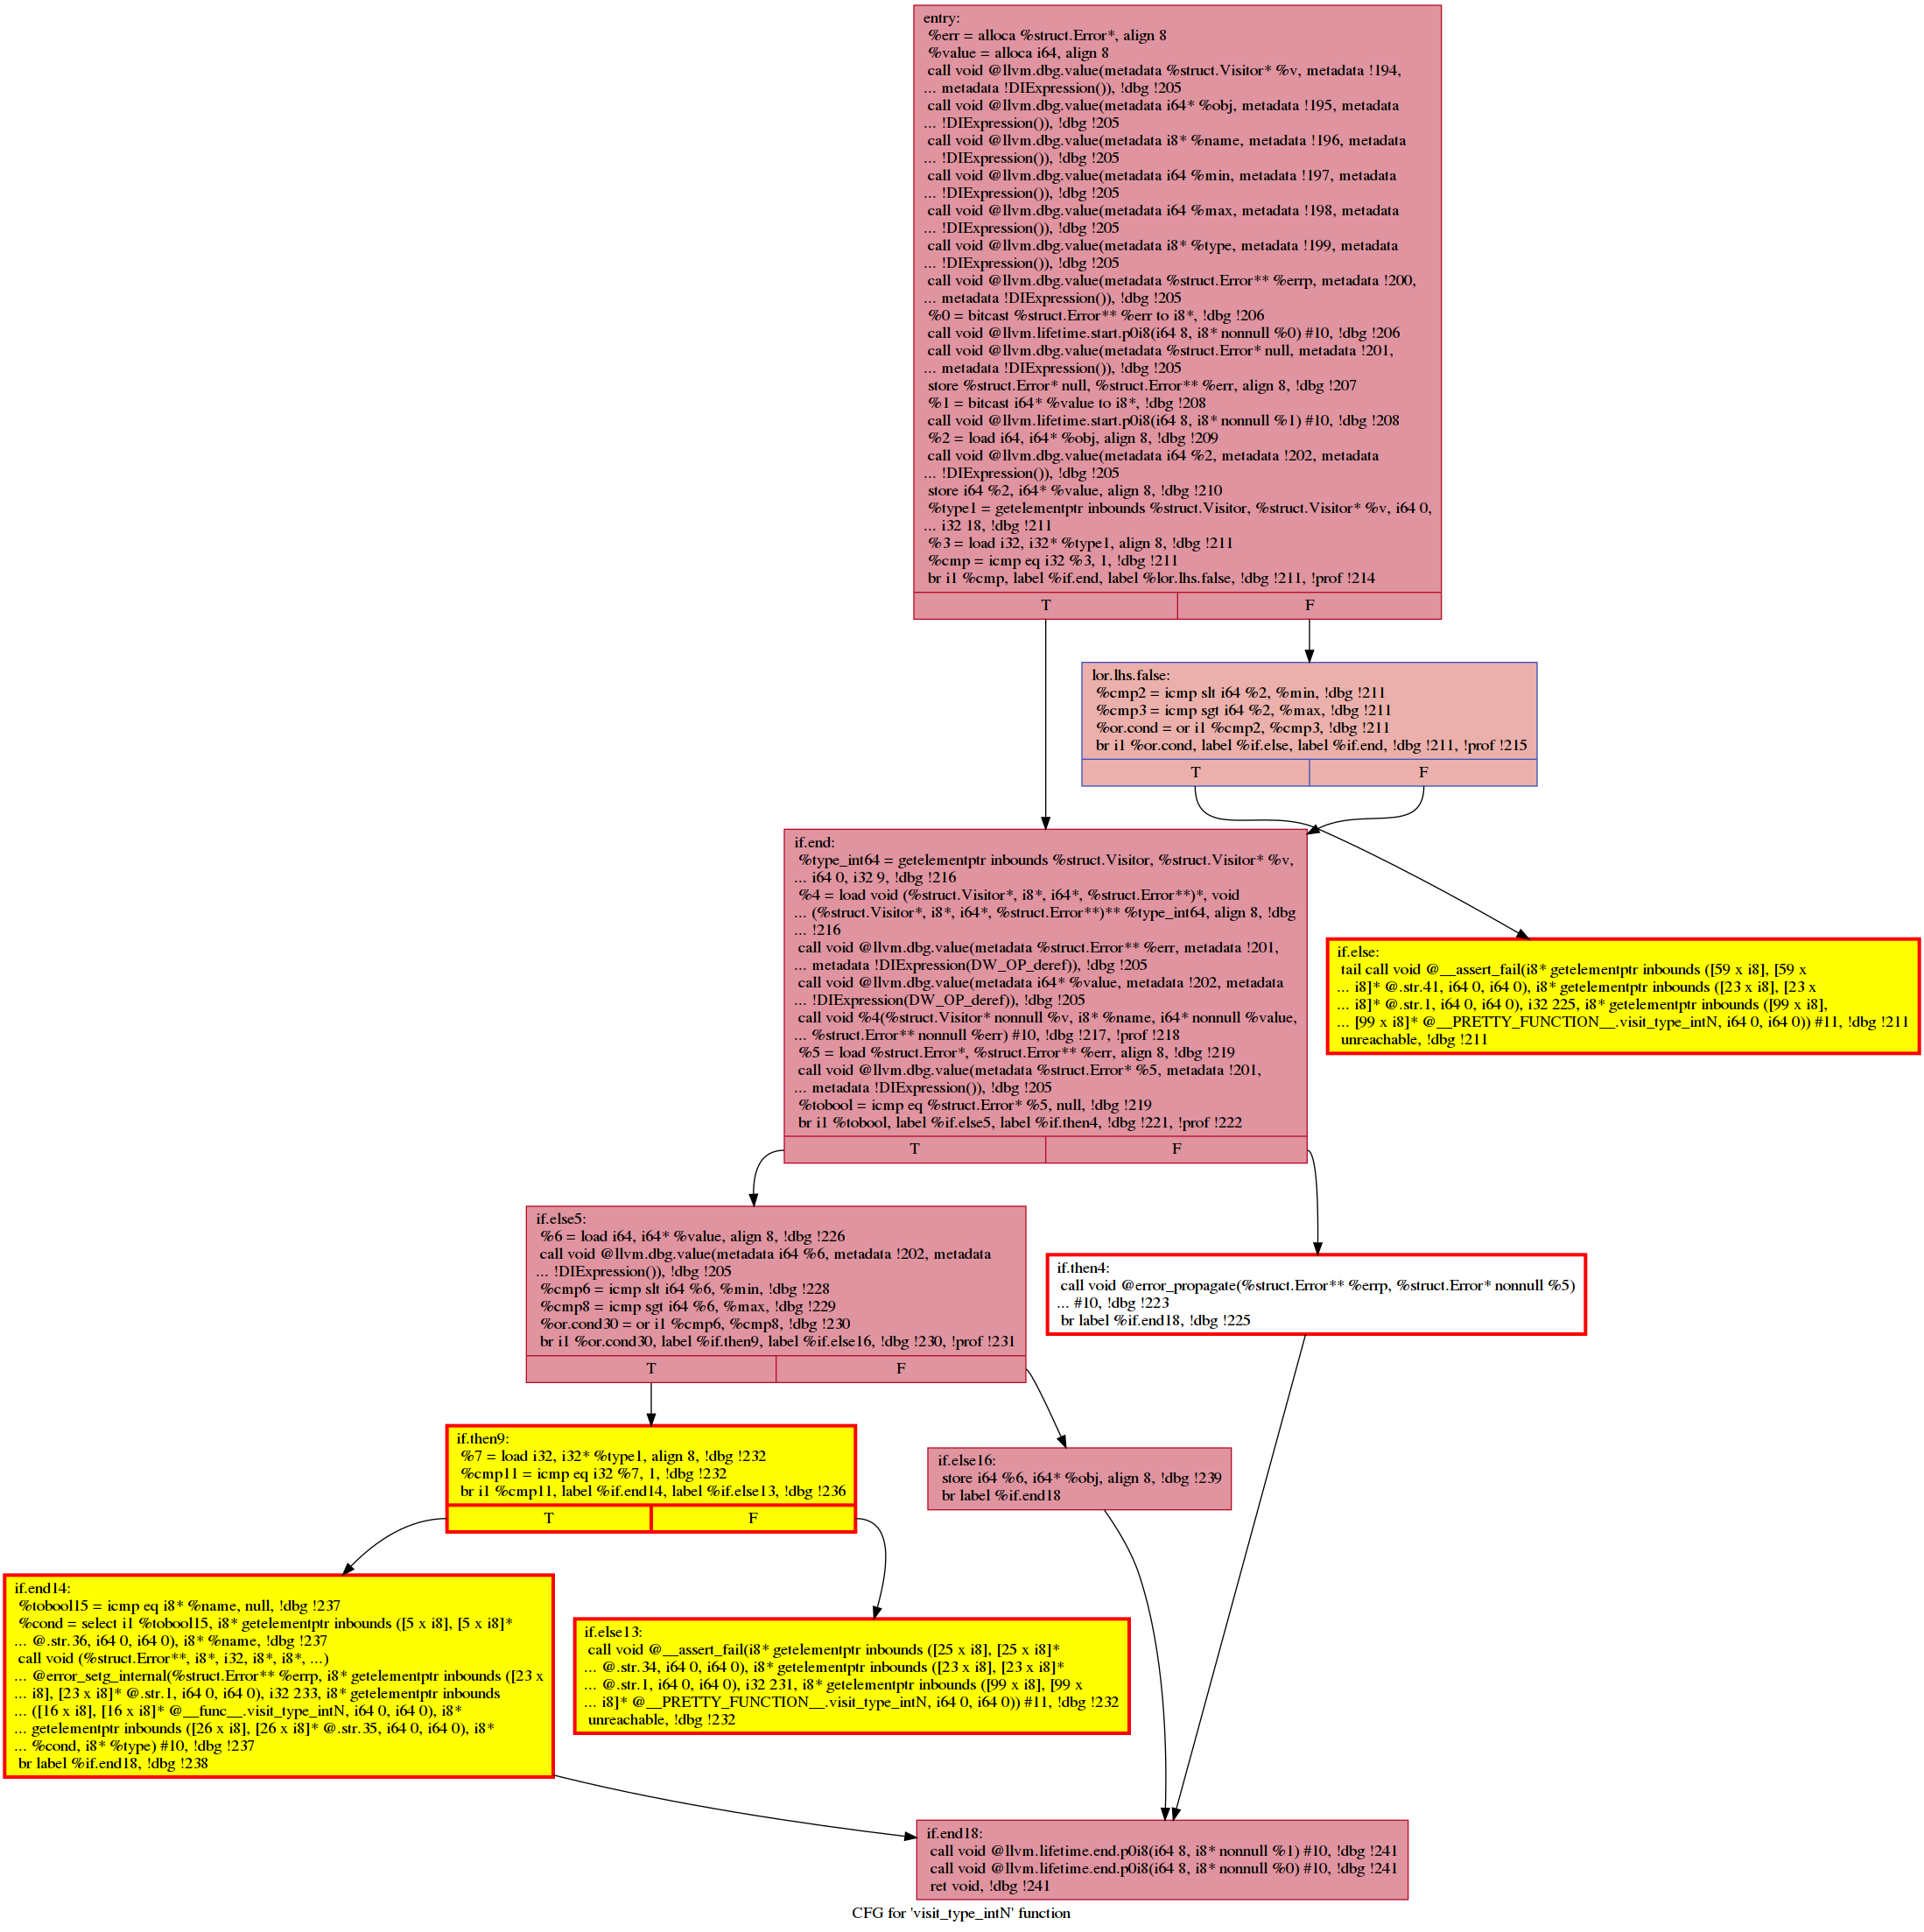 entry:
%err = alloca %struct.Error*, align 8
%value = alloca i64, align 8
call void @llvm.dbg.value(metadata %struct.Visitor* %v, metadata !194,
... metadata !DIExpression()), !dbg !205
call void @llvm.dbg.value(metadata i64* %obj, metadata !195, metadata
... !DIExpression()), !dbg !205
call void @llvm.dbg.value(metadata i8* %name, metadata !196, metadata
... !DIExpression()), !dbg !205
call void @llvm.dbg.value(metadata i64 %min, metadata !197, metadata
... !DIExpression()), !dbg !205
call void @llvm.dbg.value(metadata i64 %max, metadata !198, metadata
... !DIExpression()), !dbg !205
call void @llvm.dbg.value(metadata i8* %type, metadata !199, metadata
... !DIExpression()), !dbg !205
call void @llvm.dbg.value(metadata %struct.Error** %errp, metadata !200,
... metadata !DIExpression()), !dbg !205
%0 = bitcast %struct.Error** %err to i8*, !dbg !206
call void @llvm.lifetime.start.p0i8(i64 8, i8* nonnull %0) #10, !dbg !206
call void @llvm.dbg.value(metadata %struct.Error* null, metadata !201,
... metadata !DIExpression()), !dbg !205
store %struct.Error* null, %struct.Error** %err, align 8, !dbg !207
%1 = bitcast i64* %value to i8*, !dbg !208
call void @llvm.lifetime.start.p0i8(i64 8, i8* nonnull %1) #10, !dbg !208
%2 = load i64, i64* %obj, align 8, !dbg !209
call void @llvm.dbg.value(metadata i64 %2, metadata !202, metadata
... !DIExpression()), !dbg !205
store i64 %2, i64* %value, align 8, !dbg !210
%type1 = getelementptr inbounds %struct.Visitor, %struct.Visitor* %v, i64 0,
... i32 18, !dbg !211
%3 = load i32, i32* %type1, align 8, !dbg !211
%cmp = icmp eq i32 %3, 1, !dbg !211
br i1 %cmp, label %if.end, label %lor.lhs.false, !dbg !211, !prof !214
T F
lor.lhs.false:
%cmp2 = icmp slt i64 %2, %min, !dbg !211
%cmp3 = icmp sgt i64 %2, %max, !dbg !211
%or.cond = or i1 %cmp2, %cmp3, !dbg !211
br i1 %or.cond, label %if.else, label %if.end, !dbg !211, !prof !215
T F
if.end:
%type_int64 = getelementptr inbounds %struct.Visitor, %struct.Visitor* %v,
... i64 0, i32 9, !dbg !216
%4 = load void (%struct.Visitor*, i8*, i64*, %struct.Error**)*, void
... (%struct.Visitor*, i8*, i64*, %struct.Error**)** %type_int64, align 8, !dbg
... !216
call void @llvm.dbg.value(metadata %struct.Error** %err, metadata !201,
... metadata !DIExpression(DW_OP_deref)), !dbg !205
call void @llvm.dbg.value(metadata i64* %value, metadata !202, metadata
... !DIExpression(DW_OP_deref)), !dbg !205
call void %4(%struct.Visitor* nonnull %v, i8* %name, i64* nonnull %value,
... %struct.Error** nonnull %err) #10, !dbg !217, !prof !218
%5 = load %struct.Error*, %struct.Error** %err, align 8, !dbg !219
call void @llvm.dbg.value(metadata %struct.Error* %5, metadata !201,
... metadata !DIExpression()), !dbg !205
%tobool = icmp eq %struct.Error* %5, null, !dbg !219
br i1 %tobool, label %if.else5, label %if.then4, !dbg !221, !prof !222
T F
if.else:
tail call void @__assert_fail(i8* getelementptr inbounds ([59 x i8], [59 x
... i8]* @.str.41, i64 0, i64 0), i8* getelementptr inbounds ([23 x i8], [23 x
... i8]* @.str.1, i64 0, i64 0), i32 225, i8* getelementptr inbounds ([99 x i8],
... [99 x i8]* @__PRETTY_FUNCTION__.visit_type_intN, i64 0, i64 0)) #11, !dbg !211
unreachable, !dbg !211
if.else5:
%6 = load i64, i64* %value, align 8, !dbg !226
call void @llvm.dbg.value(metadata i64 %6, metadata !202, metadata
... !DIExpression()), !dbg !205
%cmp6 = icmp slt i64 %6, %min, !dbg !228
%cmp8 = icmp sgt i64 %6, %max, !dbg !229
%or.cond30 = or i1 %cmp6, %cmp8, !dbg !230
br i1 %or.cond30, label %if.then9, label %if.else16, !dbg !230, !prof !231
T F
if.then4:
call void @error_propagate(%struct.Error** %errp, %struct.Error* nonnull %5)
... #10, !dbg !223
br label %if.end18, !dbg !225
if.then9:
%7 = load i32, i32* %type1, align 8, !dbg !232
%cmp11 = icmp eq i32 %7, 1, !dbg !232
br i1 %cmp11, label %if.end14, label %if.else13, !dbg !236
T F
if.else16:
store i64 %6, i64* %obj, align 8, !dbg !239
br label %if.end18
if.end14:
%tobool15 = icmp eq i8* %name, null, !dbg !237
%cond = select i1 %tobool15, i8* getelementptr inbounds ([5 x i8], [5 x i8]*
... @.str.36, i64 0, i64 0), i8* %name, !dbg !237
call void (%struct.Error**, i8*, i32, i8*, i8*, ...)
... @error_setg_internal(%struct.Error** %errp, i8* getelementptr inbounds ([23 x
... i8], [23 x i8]* @.str.1, i64 0, i64 0), i32 233, i8* getelementptr inbounds
... ([16 x i8], [16 x i8]* @__func__.visit_type_intN, i64 0, i64 0), i8*
... getelementptr inbounds ([26 x i8], [26 x i8]* @.str.35, i64 0, i64 0), i8*
... %cond, i8* %type) #10, !dbg !237
br label %if.end18, !dbg !238
if.else13:
call void @__assert_fail(i8* getelementptr inbounds ([25 x i8], [25 x i8]*
... @.str.34, i64 0, i64 0), i8* getelementptr inbounds ([23 x i8], [23 x i8]*
... @.str.1, i64 0, i64 0), i32 231, i8* getelementptr inbounds ([99 x i8], [99 x
... i8]* @__PRETTY_FUNCTION__.visit_type_intN, i64 0, i64 0)) #11, !dbg !232
unreachable, !dbg !232
if.end18:
call void @llvm.lifetime.end.p0i8(i64 8, i8* nonnull %1) #10, !dbg !241
call void @llvm.lifetime.end.p0i8(i64 8, i8* nonnull %0) #10, !dbg !241
ret void, !dbg !241
CFG for 'visit_type_intN' function